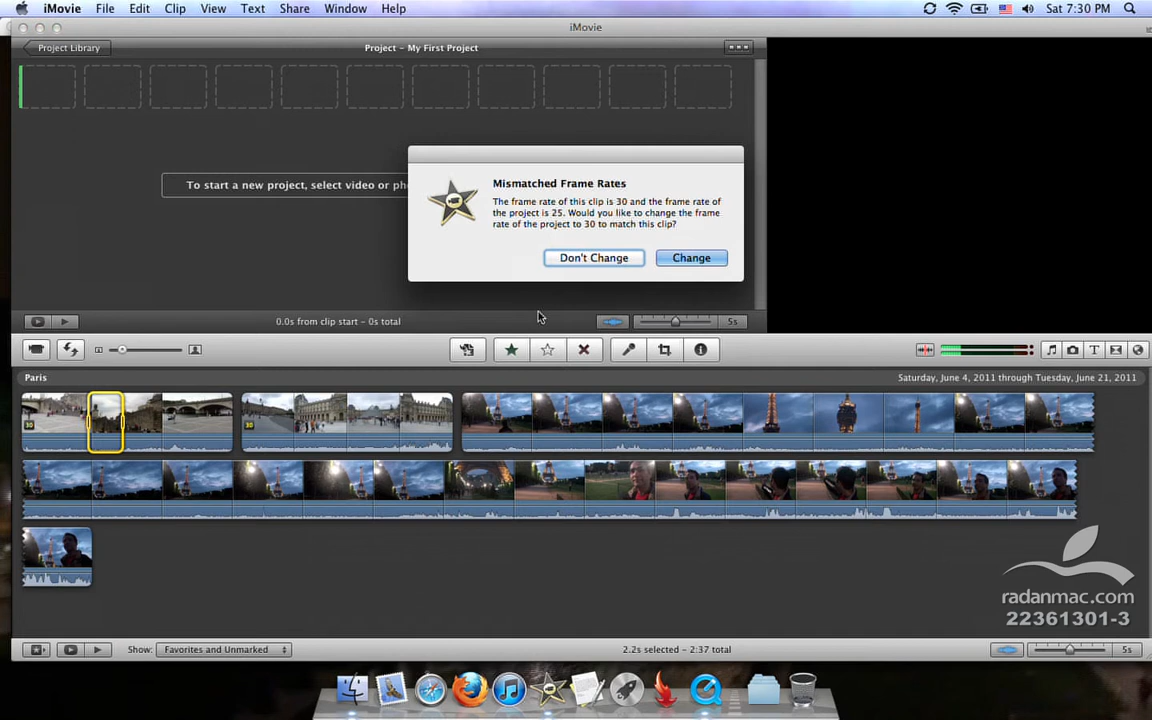 iMovie File Edit Clip View Text Share Window Help Sat 7:30 PM
iMovie
Project Library Project – My First Project
Mismatched Frame Rates
The frame rate of this clip is 30 and the frame rate of
the project is 25. Would you like to change the frame
rate of the project to 30 to match this clip?
To start a new project, select video or pho
Don't Change Change
0.0s from clip start – 0s total 5s
Paris Saturday, June 4, 2011 through Tuesday, June 21, 2011
30 30
radanmac.com
22361301-3
Show: Favorites and Unmarked 2.2s selected – 2:37 total 5s